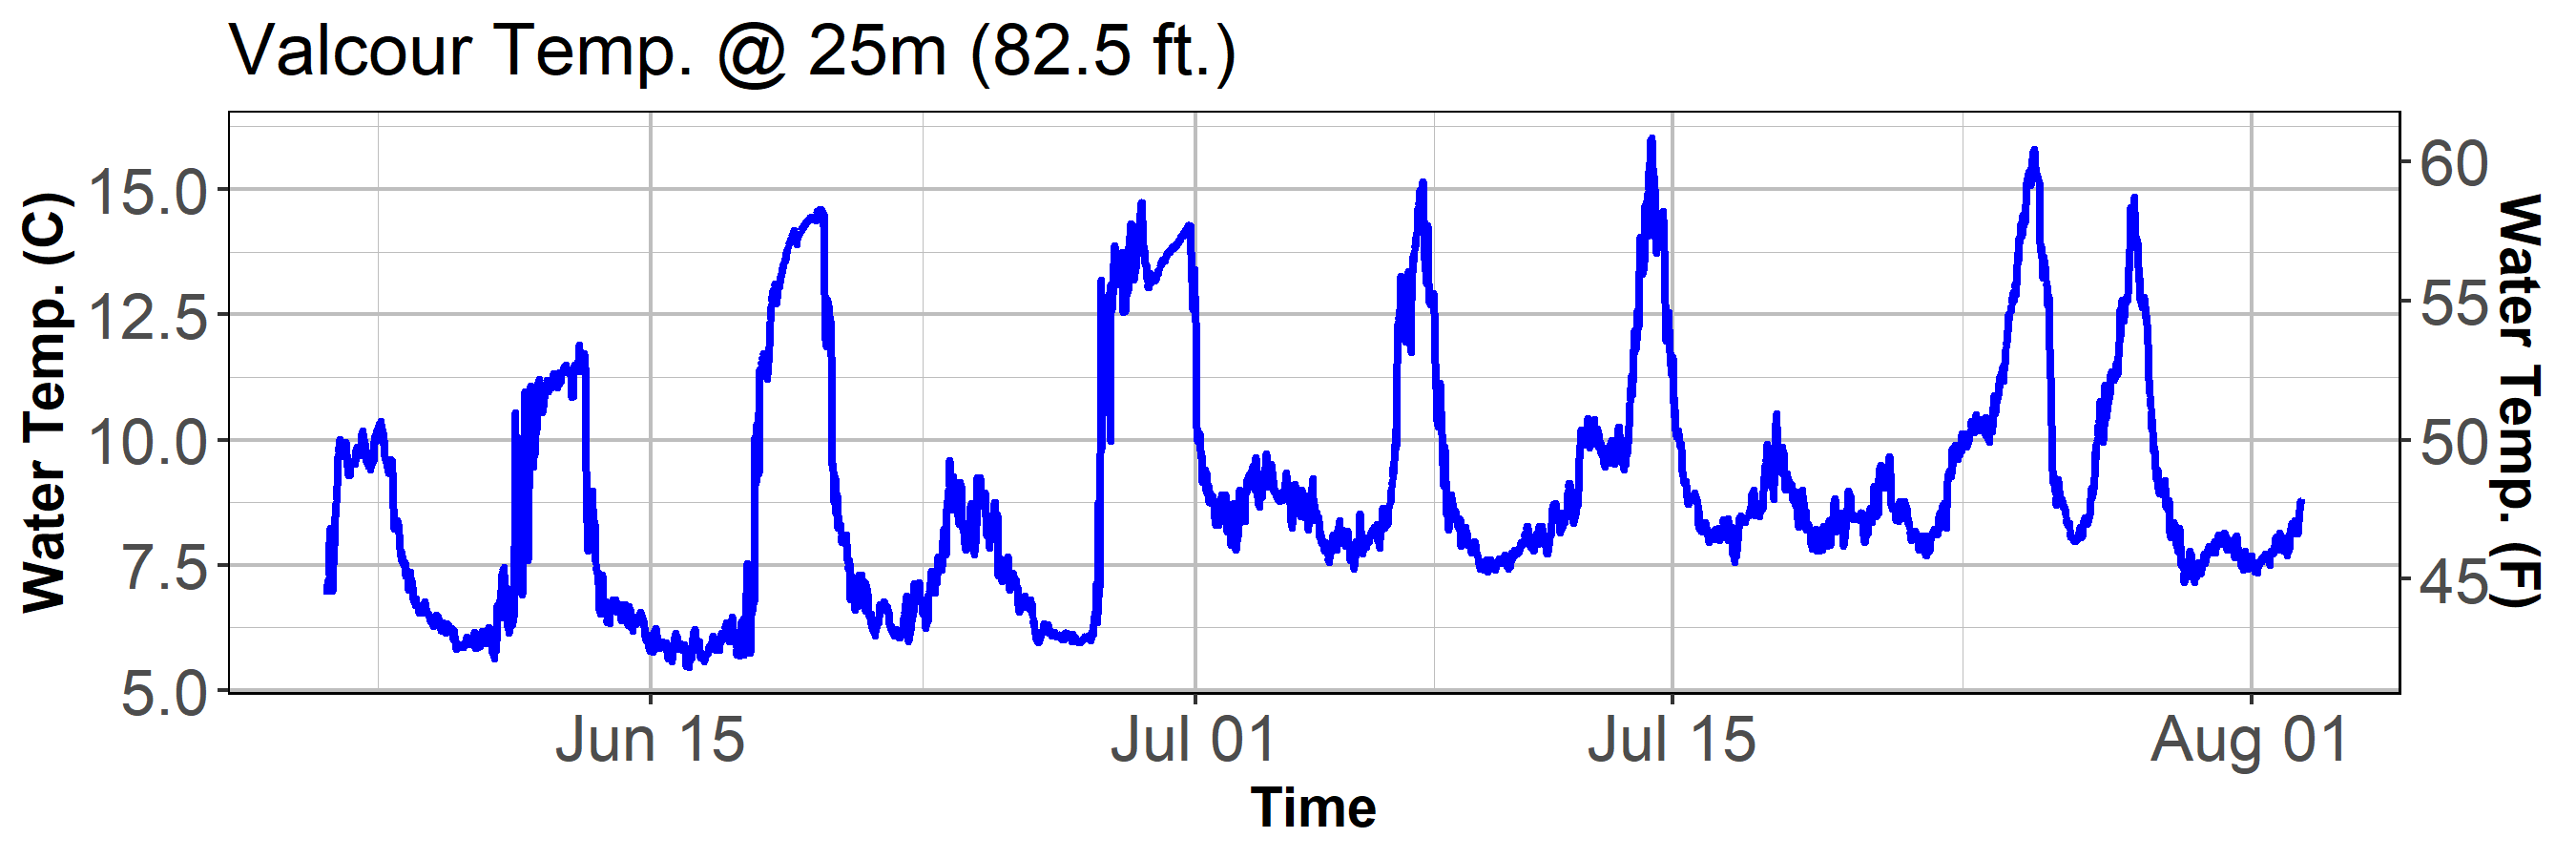 Valcour Temp. @ 25m (82.5 ft.)
Water Temp. (C)
15.0
12.5
10.0
7.5
5.0
60
55
50
45
Water Temp. (F)
Jun 15
Jul 01
Jul 15
Aug 01
Time